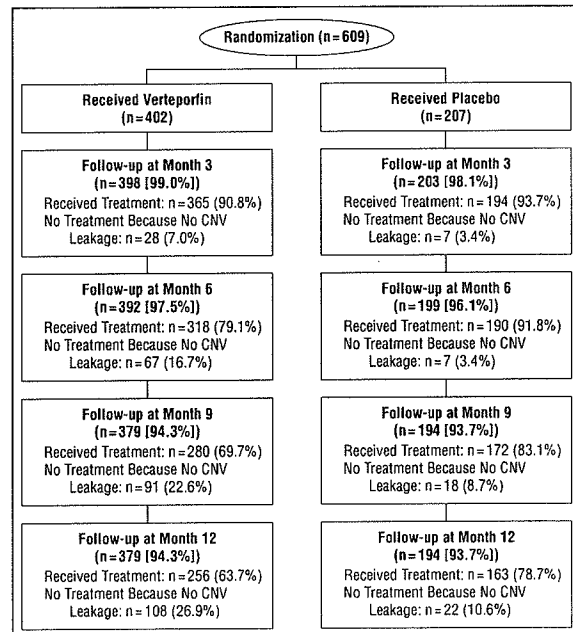 Randomization (n=609)
Received Verteporfin
(n=402)
Received Placebo
(n=207)
Follow-up at Month 3
(n=398 [99.0%])
Received Treatment: n=365 (90.8%)
No Treatment Because No CNV
Leakage: n=28 (7.0%)
Follow-up at Month 3
(n=203 [98.1%])
Received Treatment: n=194 (93.7%)
No Treatment Because No CNV
Leakage: n=7 (3.4%)
Follow-up at Month 6
(n=392 [97.5%])
Received Treatment: n=318 (79.1%)
No Treatment Because No CNV
Leakage: n=67 (16.7%)
Follow-up at Month 6
(n=199 [96.1%])
Received Treatment: n=190 (91.8%)
No Treatment Because No CNV
Leakage: n=7 (3.4%)
Follow-up at Month 9
(n=379 [94.3%])
Received Treatment: n=280 (69.7%)
No Treatment Because No CNV
Leakage: n=91 (22.6%)
Follow-up at Month 9
(n=194 [93.7%])
Received Treatment: n=172 (83.1%)
No Treatment Because No CNV
Leakage: n=18 (8.7%)
Follow-up at Month 12
(n=379 [94.3%])
Received Treatment: n=256 (63.7%)
No Treatment Because No CNV
Leakage: n=108 (26.9%)
Follow-up at Month 12
(n=194 [93.7%])
Received Treatment: n=163 (78.7%)
No Treatment Because No CNV
Leakage: n=22 (10.6%)